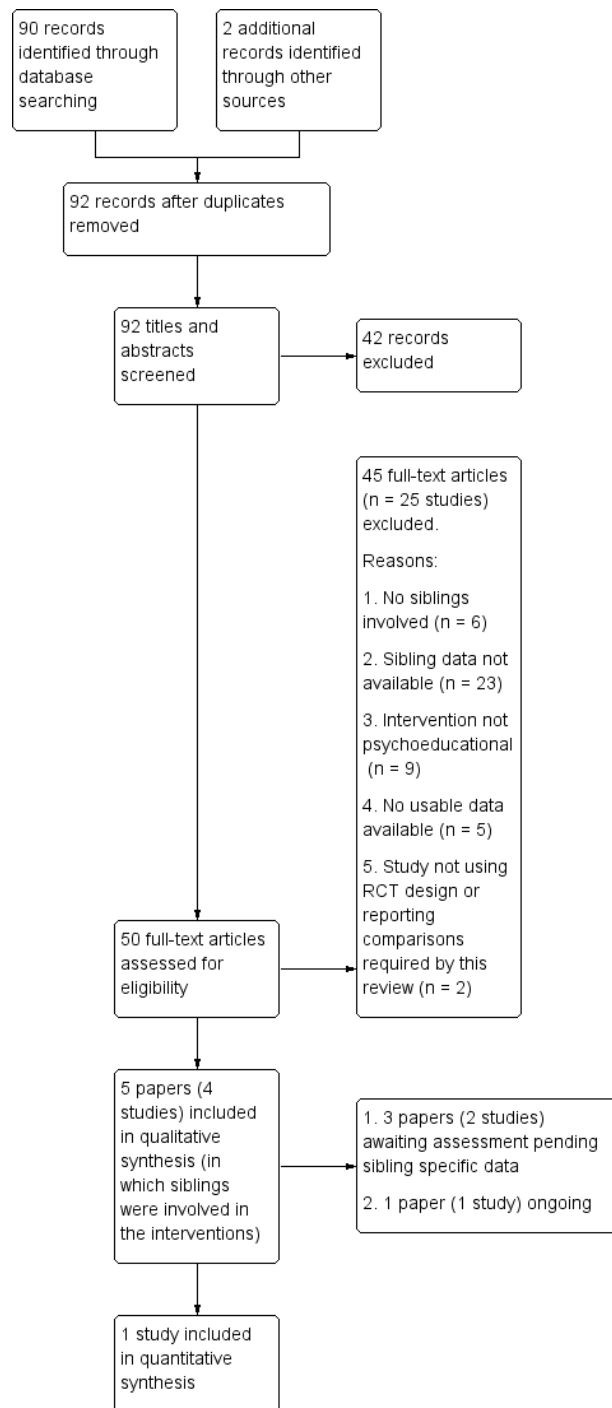 90 records
identified through
database
searching
2 additional
records identified
through other
sources
92 records after duplicates
removed
92 titles and
abstracts
screened
42 records
excluded
45 full-text articles
(n = 25 studies)
excluded.
Reasons:
1. No siblings
involved (n = 6)
2. Sibling data not
available (n = 23)
3. Intervention not
psychoeducational
(n = 9)
4. No usable data
available (n = 5)
5. Study not using
RCT design or
reporting
comparisons
required by this
review (n = 2)
50 full-text articles
assessed for
eligibility
5 papers (4
studies) included
in qualitative
synthesis (in
which siblings
were involved in
the interventions)
1. 3 papers (2 studies)
awaiting assessment pending
sibling specific data
2. 1 paper (1 study) ongoing
1 study included
in quantitative
synthesis